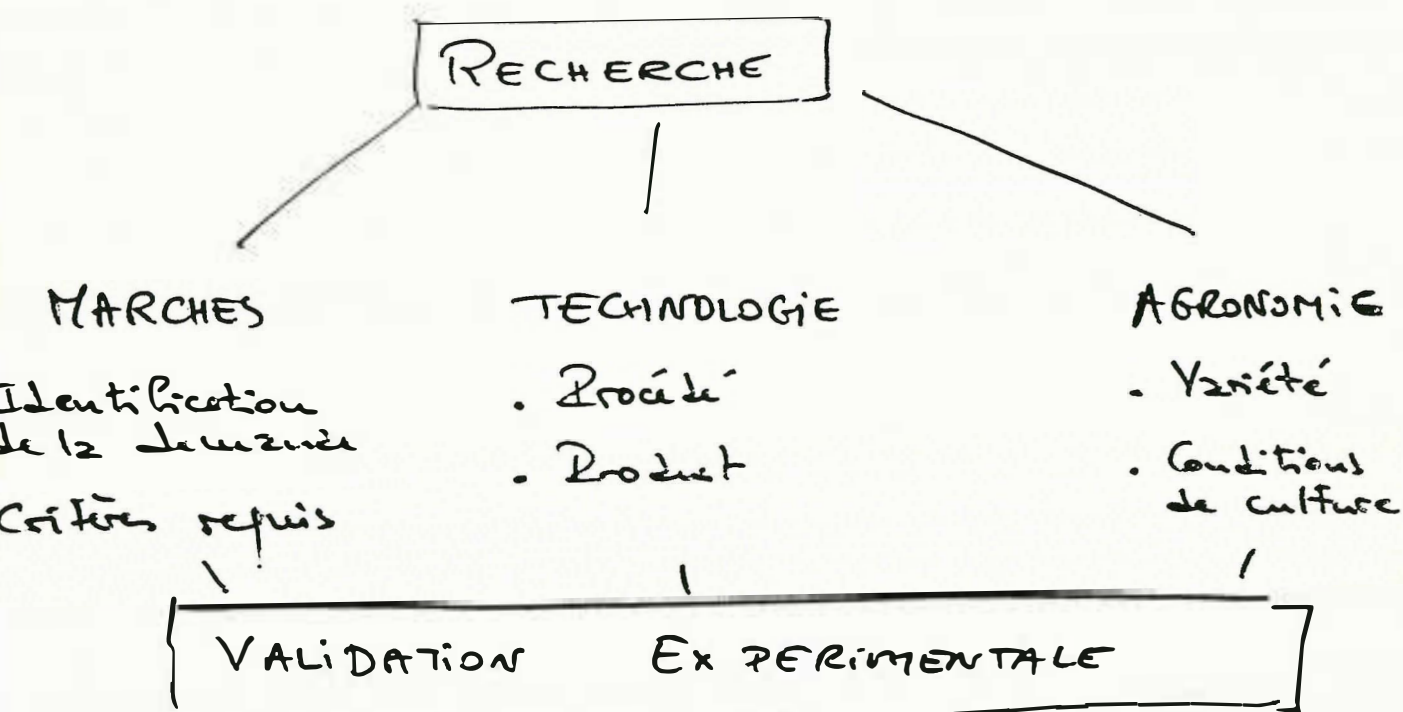 RECHERCHE
MARCHES
Identification
de la demande
Critères requis
TECHNOLOGIE
. Procédé
. Produit
AGRONOMIE
. Variété
. Conditions
de culture
VALIDATION EXPERIMENTALE